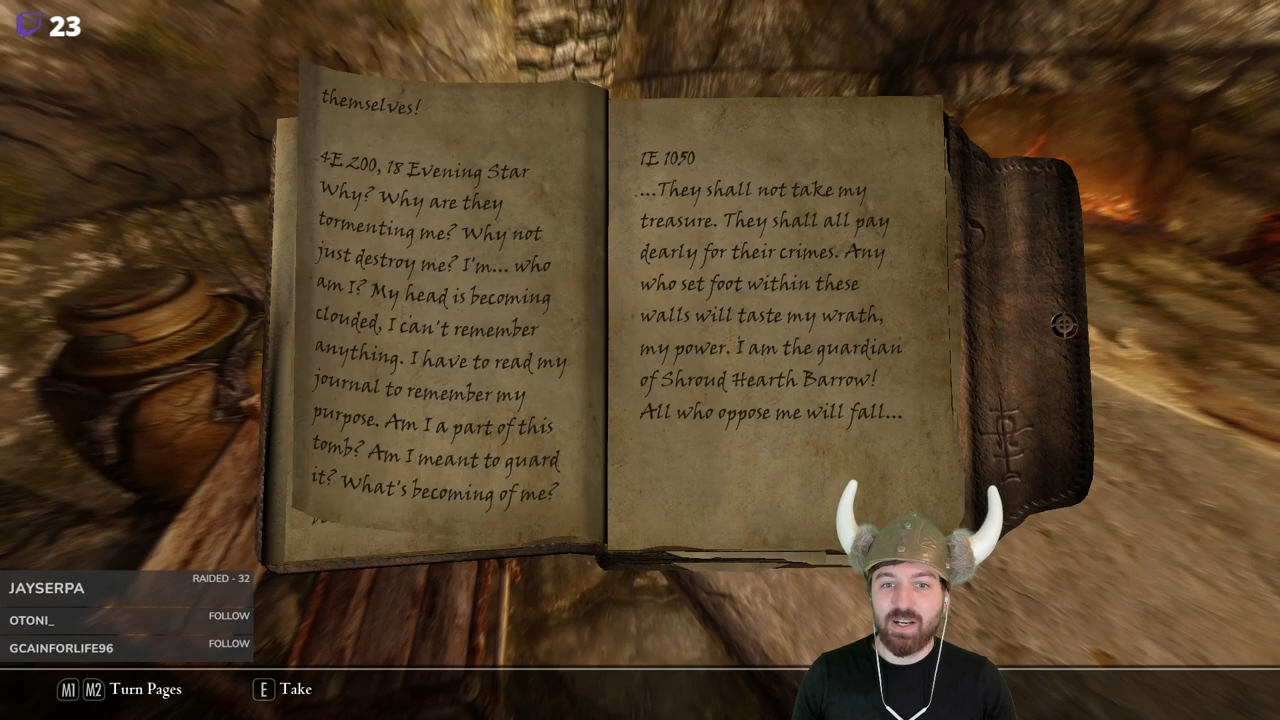 23
themselves!
4E 200, 18 Evening Star
Why? Why are they
tormenting me? Why not
just destroy me? I'm... who
am I? My head is becoming
clouded, I can't remember
anything. I have to read my
journal to remember my
purpose. Am I a part of this
tomb? Am I meant to guard
it? What's becoming of me?
1E 1050
...They shall not take my
treasure. They shall all pay
dearly for their crimes. Any
who set foot within these
walls will taste my wrath,
my power. I am the guardian
of Shroud Hearth Barrow!
All who oppose me will fall...
JAYSERPA RAIDED - 32
OTONI_ FOLLOW
GCAINFORLIFE96 FOLLOW
M1 M2 Turn Pages E Take